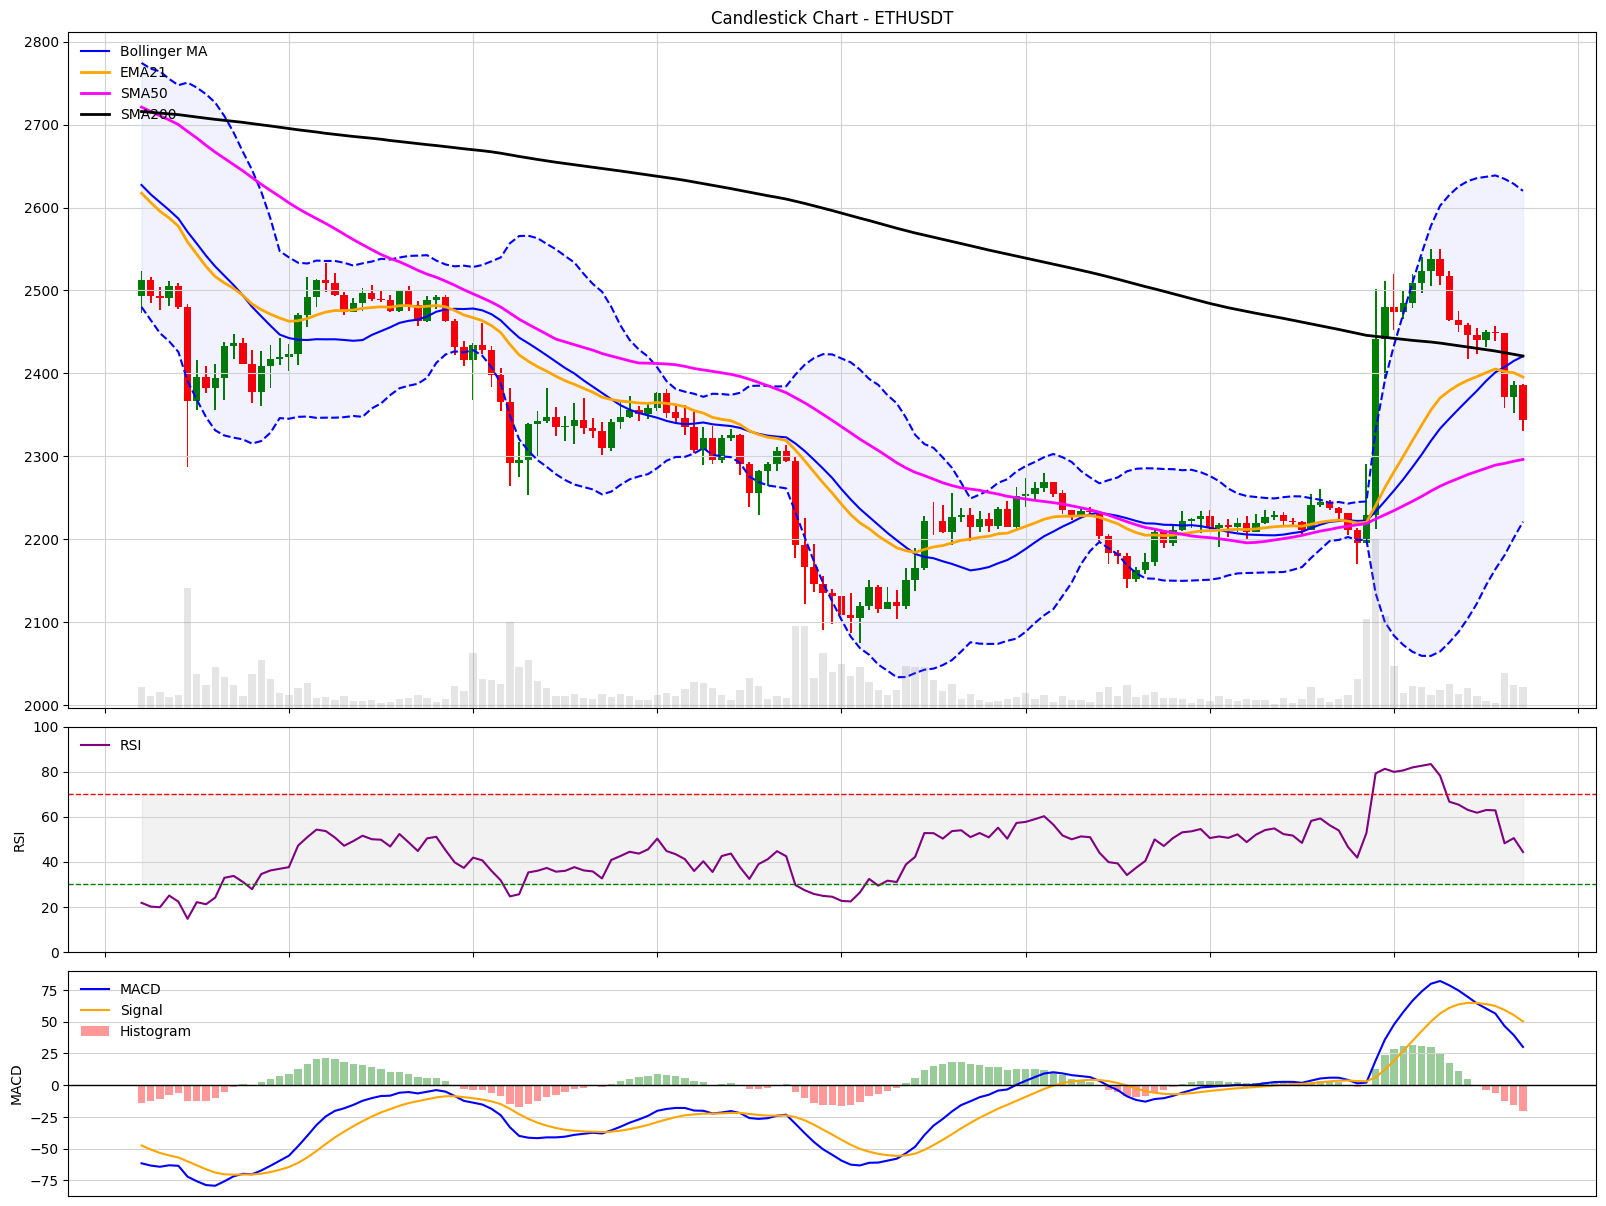 Candlestick Chart - ETHUSDT
2800
2700
2600
2500
2400
2300
2200
2100
2000
Bollinger MA
EMA21
SMA50
SMA200
100
80
60
40
20
0
RSI
RSI
75
50
25
0
−25
−50
−75
MACD
MACD
Signal
Histogram